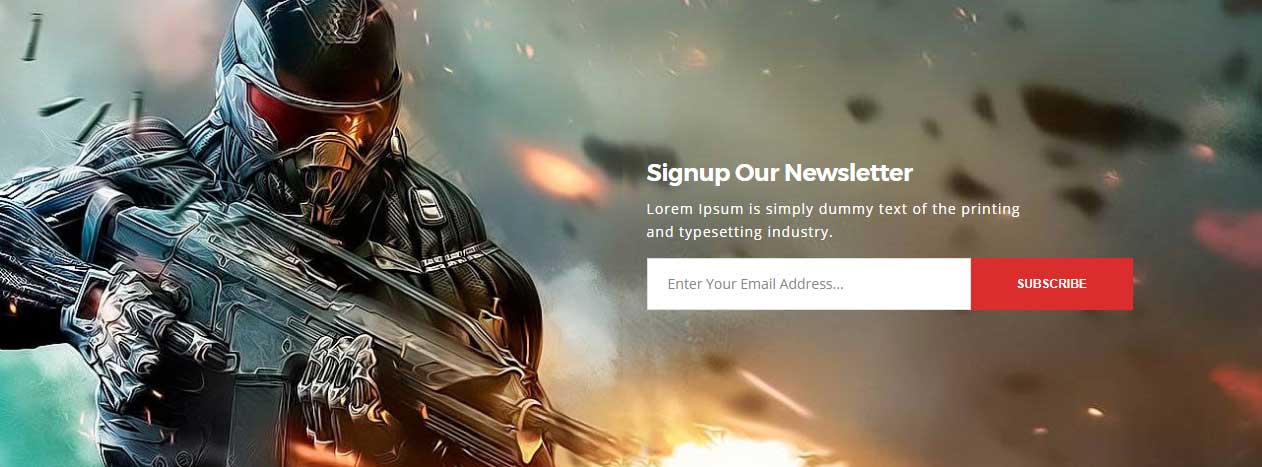 Signup Our Newsletter
Lorem Ipsum is simply dummy text of the printing
and typesetting industry.
Enter Your Email Address...
SUBSCRIBE